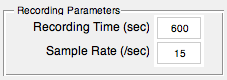 Recording Parameters
Recording Time (sec) 600
Sample Rate (/sec) 15